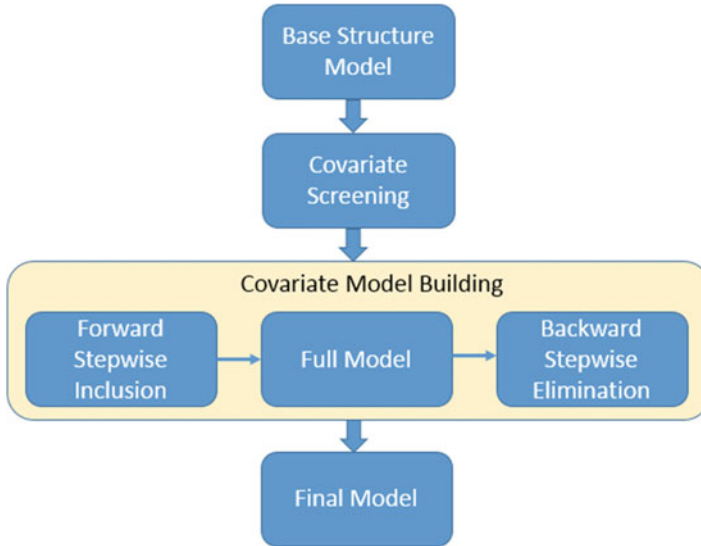 Base Structure
Model
Covariate
Screening
Covariate Model Building
Forward
Stepwise
Inclusion
Full Model
Backward
Stepwise
Elimination
Final Model